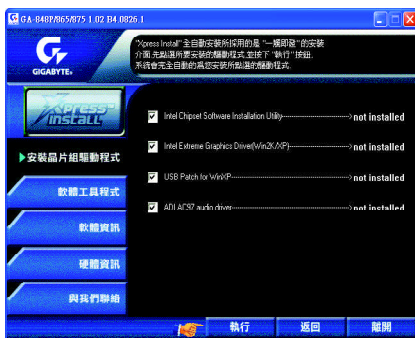 GA-848P/865/875 1.02 B4.0826.1
GIGABYTE
"Xpress Install"全自動安裝所採用的是 "一觸即發"的安裝
介面,先點選所要安裝的驅動程式,並按下 "執行" 按鈕.
系統會完全自動的為您安裝所點選的驅動程式.
Xpress
install
Intel Chipset Software Installation Utility------------> not installed
Intel Extreme Graphics Driver(Win2K/XP)------------> not installed
USB Patch for WinXP------------> not installed
ADI AC97 audio driver------------> not installed
安裝晶片組驅動程式
軟體工具程式
軟體資訊
硬體資訊
與我們聯絡
執行
返回
離開